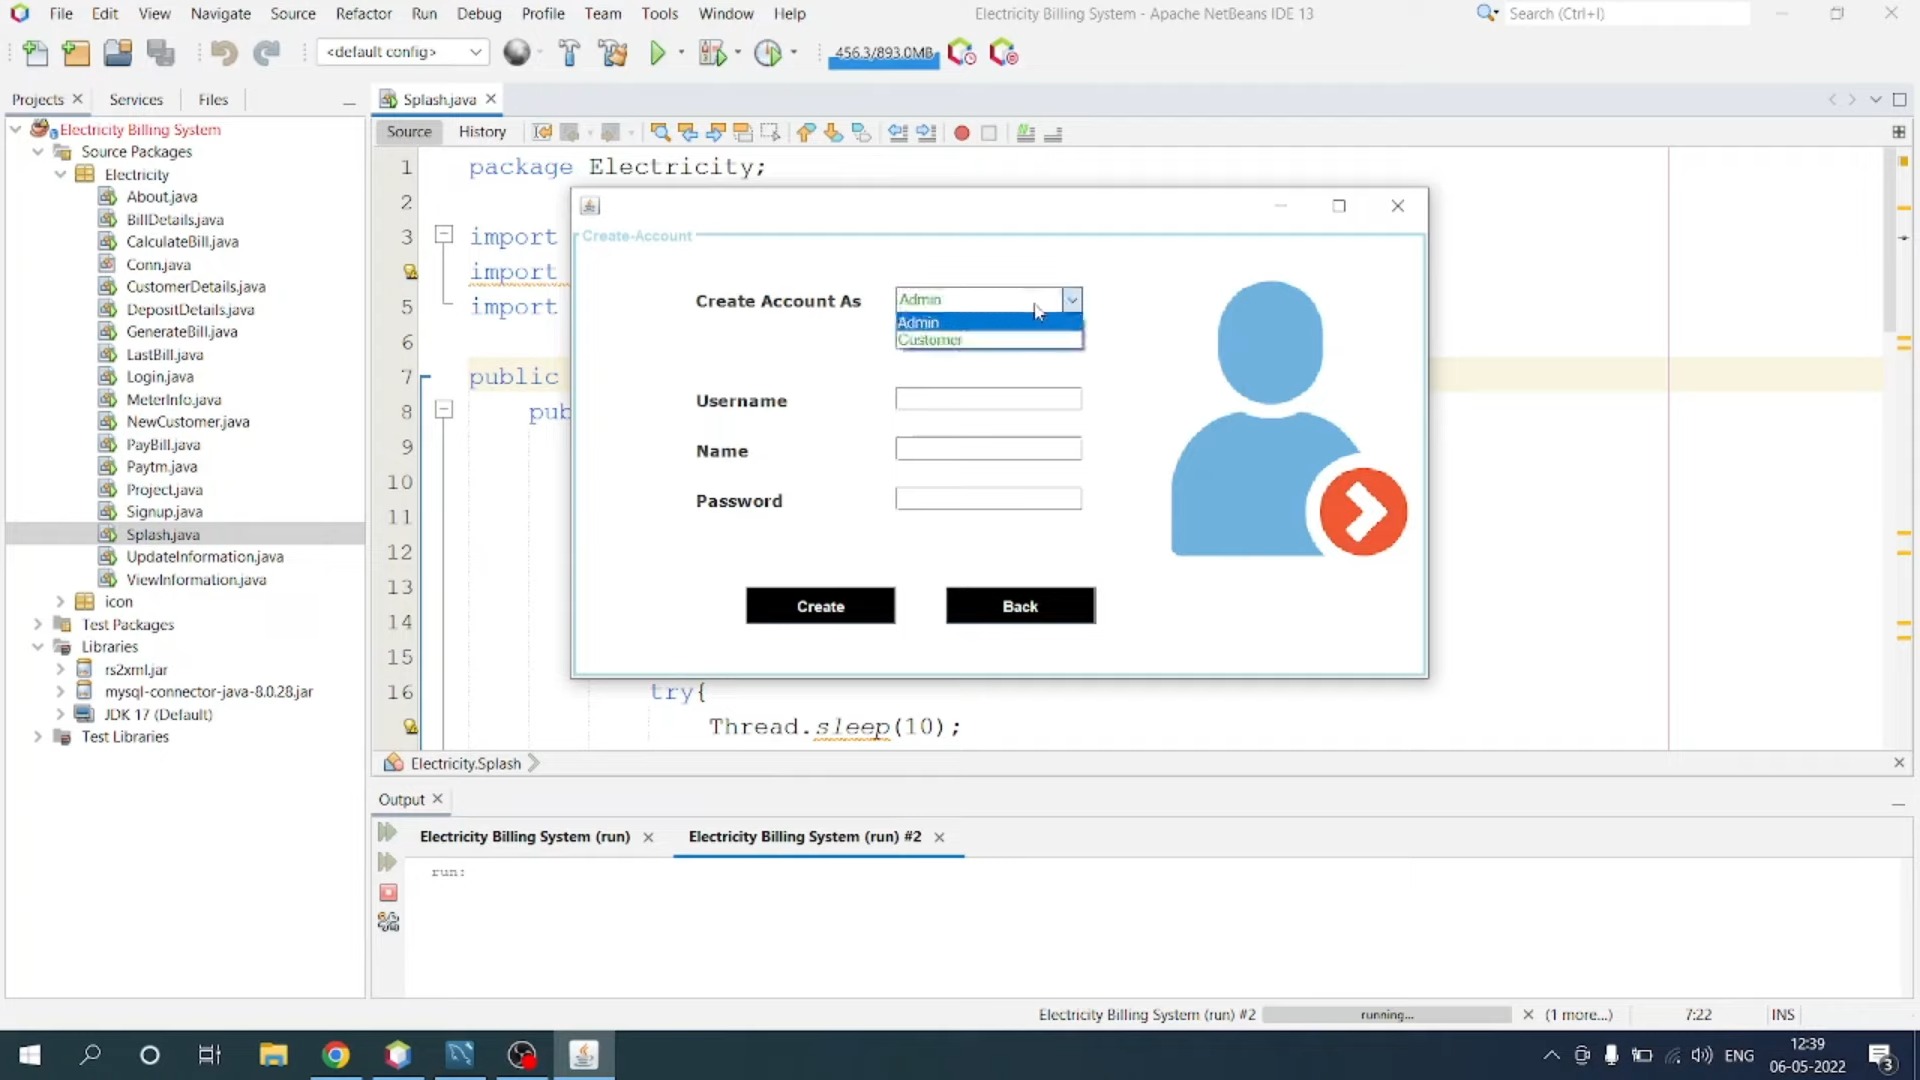 File Edit View Navigate Source Refactor Run Debug Profile Team Tools Window Help
Electricity Billing System - Apache NetBeans IDE 13
Search (Ctrl+I)
<default config>
456.3/893.0MB
Projects
Services
Files
Splash.java
Source
History
Electricity Billing System
Source Packages
Electricity
About.java
BillDetails.java
CalculateBill.java
Conn.java
CustomerDetails.java
DepositDetails.java
GenerateBill.java
LastBill.java
Login.java
MeterInfo.java
NewCustomer.java
PayBill.java
Paytm.java
Project.java
Signup.java
Splash.java
UpdateInformation.java
ViewInformation.java
icon
Test Packages
Libraries
rs2xml.jar
mysql-connector-java-8.0.28.jar
JDK 17 (Default)
Test Libraries
1 package Electricity;
2
3 import
import
5 import
6
7 public
8 pub
9
10
11
12
13
14
15
16 try{
Thread.sleep(10);
Create-Account
Create Account As
Admin
Admin
Customer
Username
Name
Password
Create
Back
Electricity.Splash
Output
Electricity Billing System (run)
Electricity Billing System (run) #2
run:
Electricity Billing System (run) #2
running...
(1 more...)
7:22
INS
ENG
12:39
06-05-2022
3